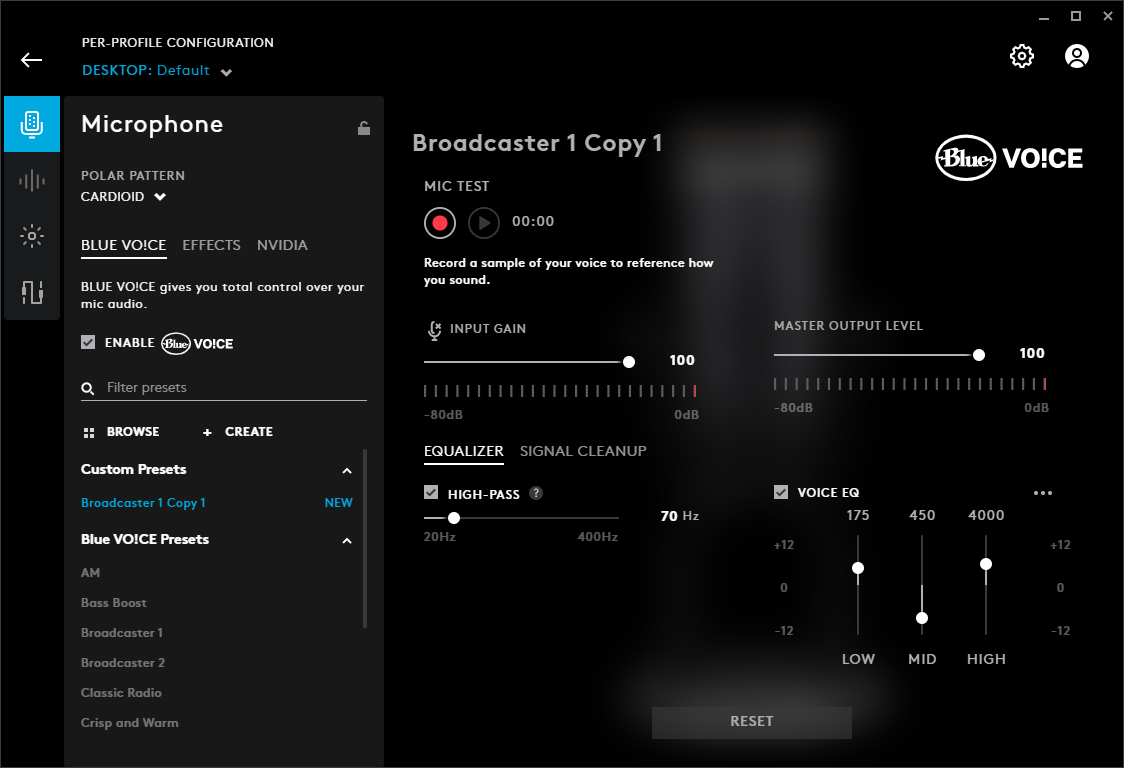 PER-PROFILE CONFIGURATION
DESKTOP: Default
Microphone
POLAR PATTERN
CARDIOID
BLUE VO!CE EFFECTS NVIDIA
BLUE VO!CE gives you total control over your
mic audio.
ENABLE Blue VO!CE
Filter presets
BROWSE + CREATE
Custom Presets
Broadcaster 1 Copy 1 NEW
Blue VO!CE Presets
AM
Bass Boost
Broadcaster 1
Broadcaster 2
Classic Radio
Crisp and Warm
Broadcaster 1 Copy 1
Blue VO!CE
MIC TEST
00:00
Record a sample of your voice to reference how
you sound.
INPUT GAIN
100
-80dB 0dB
MASTER OUTPUT LEVEL
100
-80dB 0dB
EQUALIZER SIGNAL CLEANUP
HIGH-PASS ?
70 Hz
20Hz 400Hz
VOICE EQ
175 450 4000
+12 +12
0 0
-12 -12
LOW MID HIGH
RESET